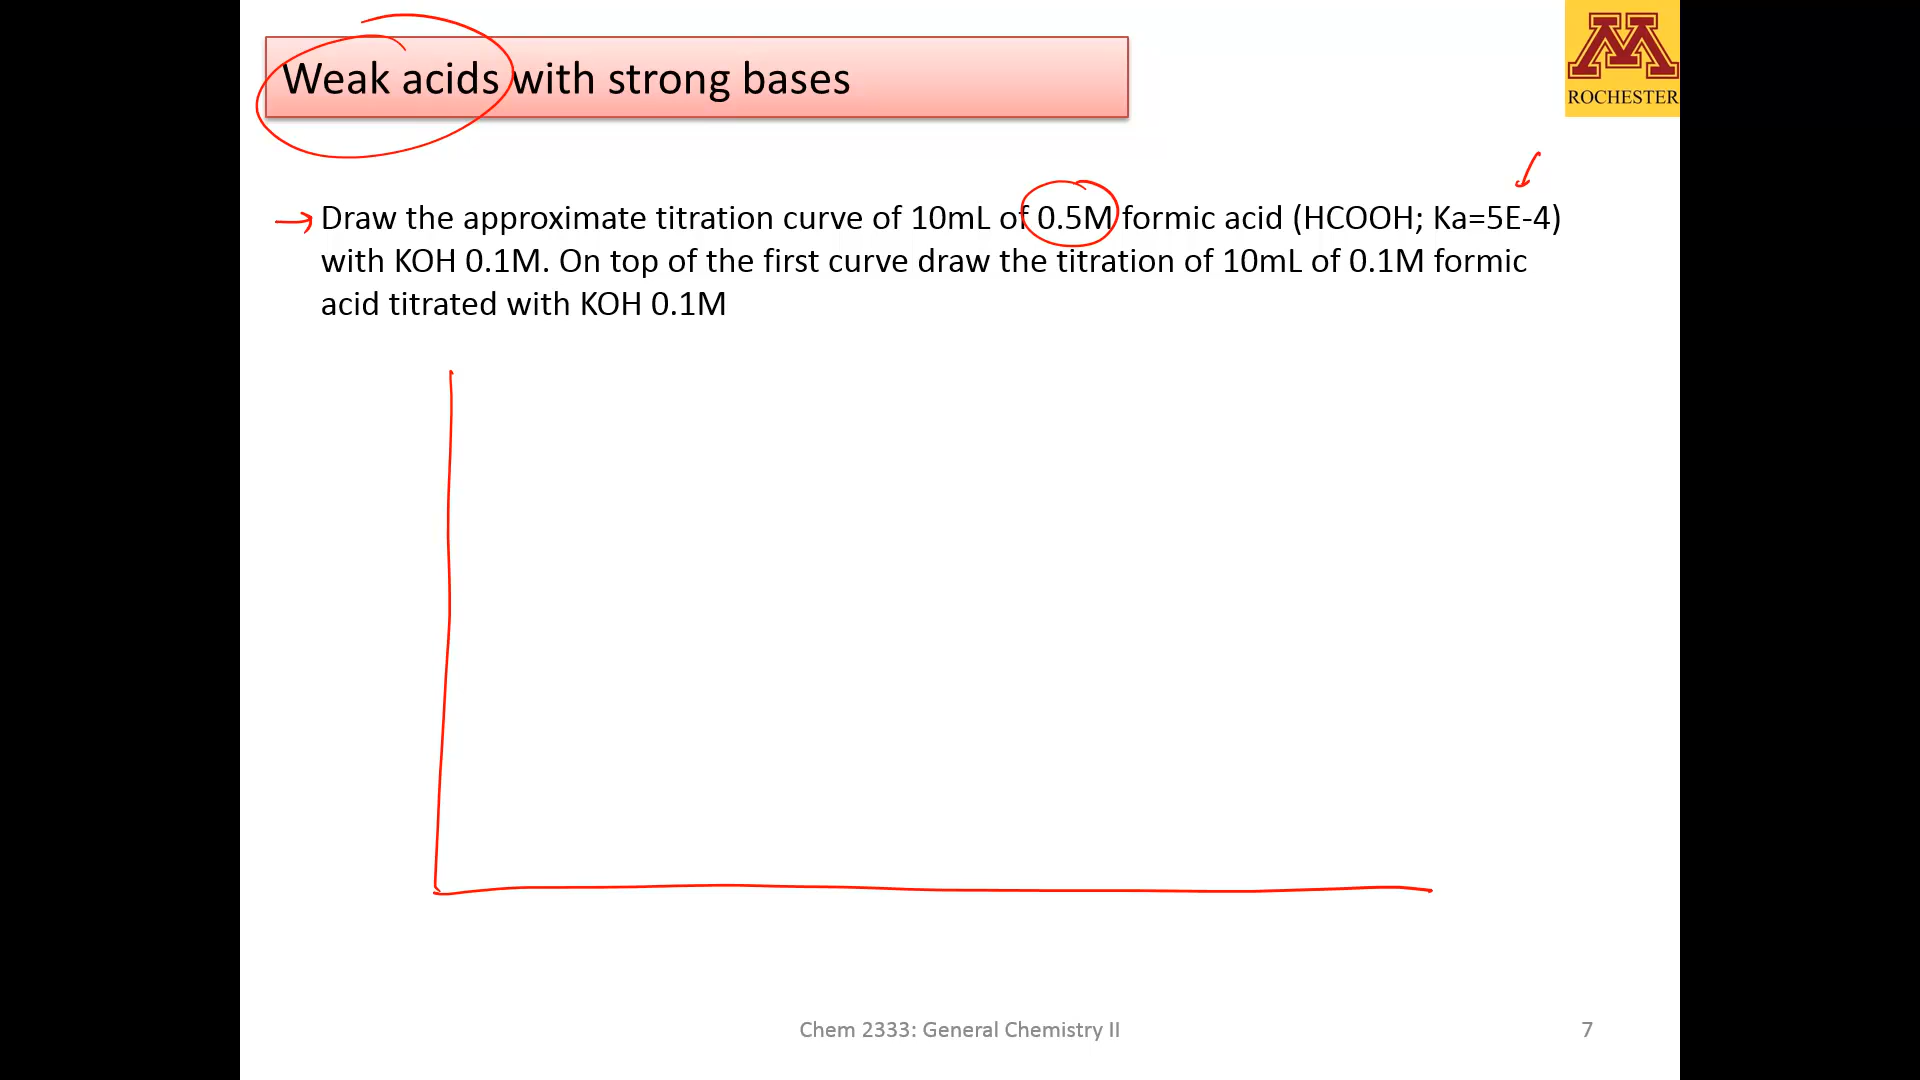 Weak acids with strong bases
M
ROCHESTER
Draw the approximate titration curve of 10mL of 0.5M formic acid (HCOOH; Ka=5E-4)
with KOH 0.1M. On top of the first curve draw the titration of 10mL of 0.1M formic
acid titrated with KOH 0.1M
Chem 2333: General Chemistry II
7